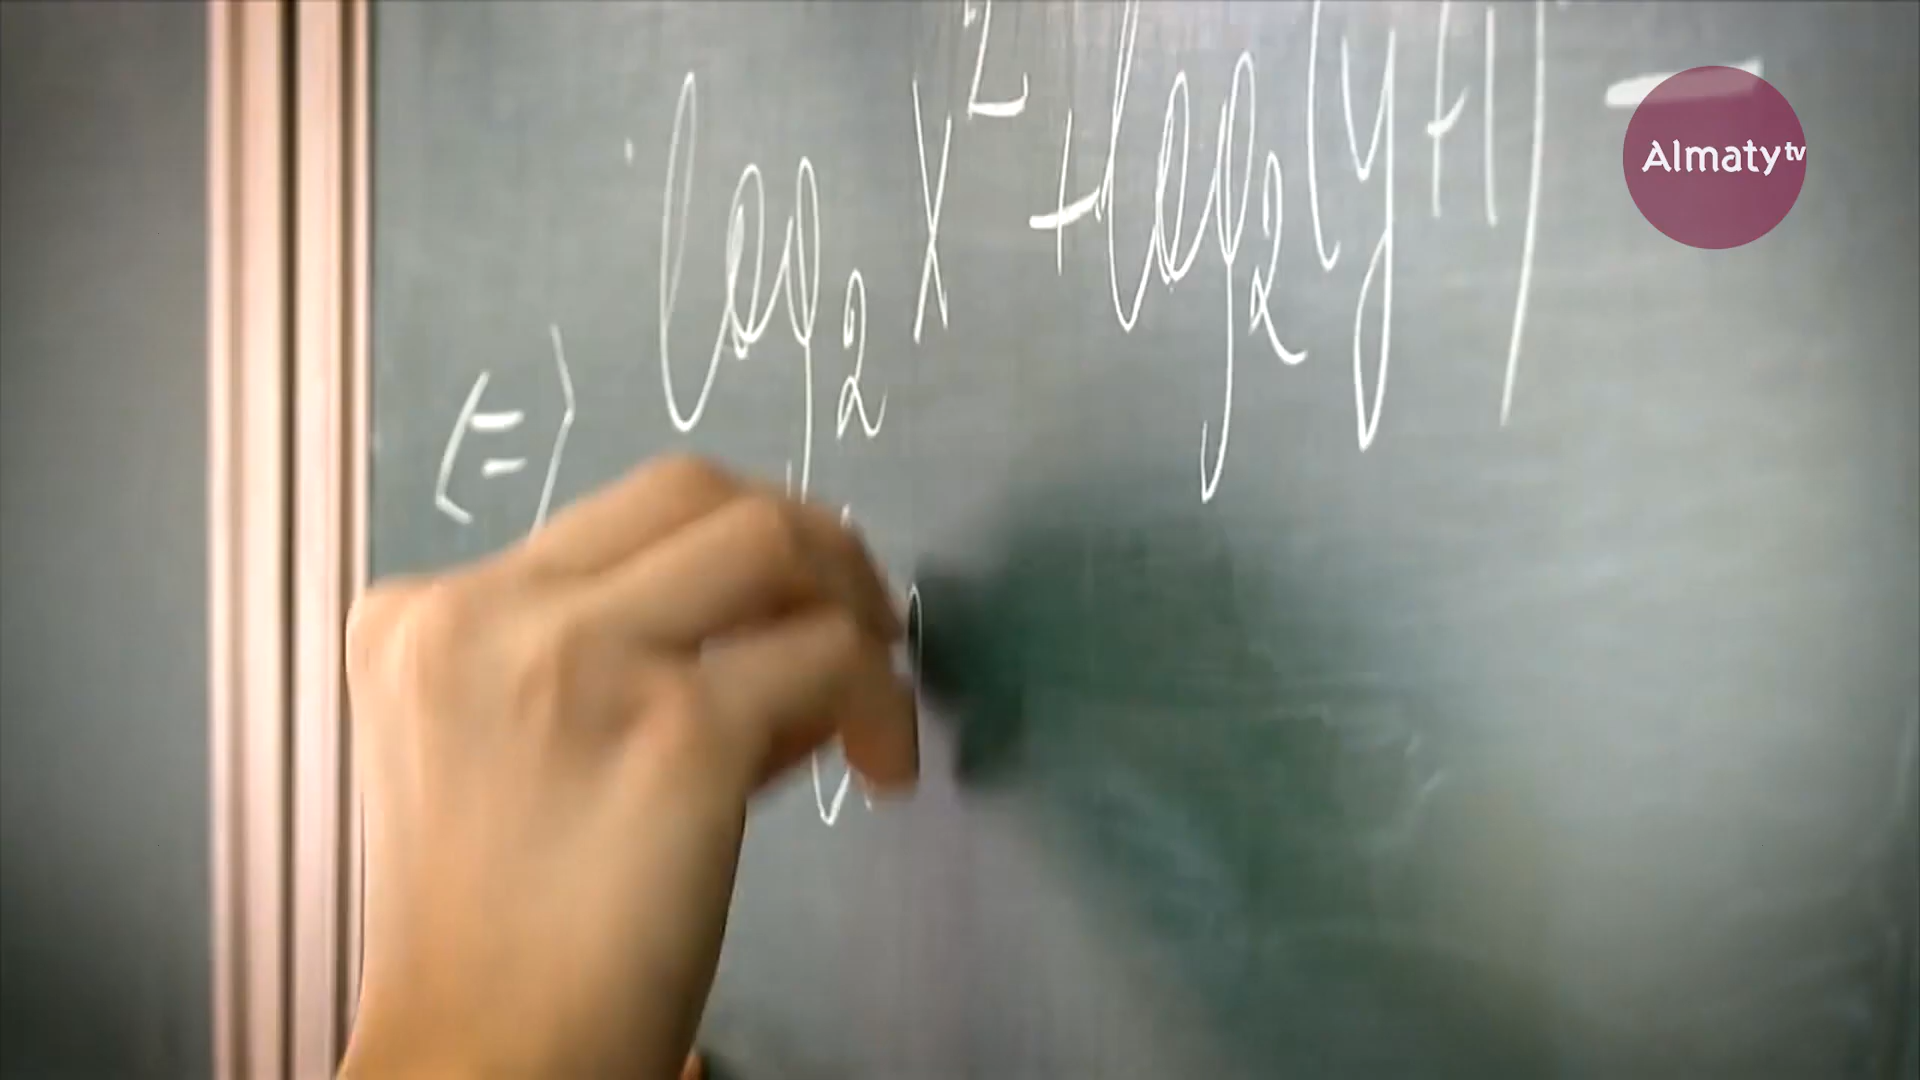 log₂ x² + log₂ (y+1) −
⇔
Almaty tv